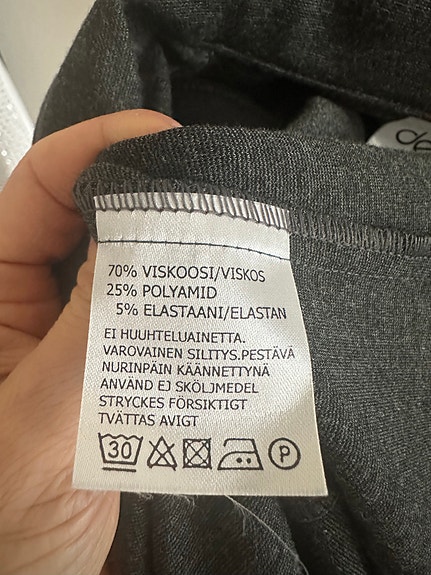 70% VISKOOSI/VISKOS
25% POLYAMID
5% ELASTAANI/ELASTAN
EI HUUHTELUAINETTA.
VAROVAINEN SILITYS.PESTÄVÄ
NURINPÄIN KÄÄNNETTYNÄ
ANVÄND EJ SKÖLJMEDEL
STRYCKES FÖRSIKTIGT
TVÄTTAS AVIGT
30 P